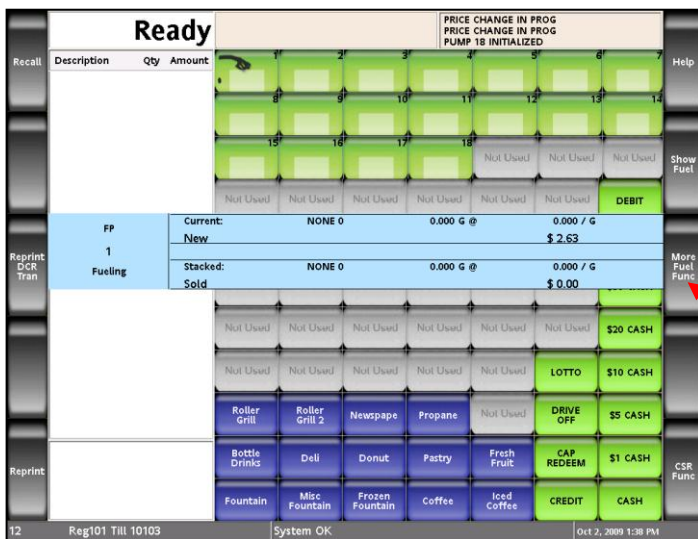 Ready
PRICE CHANGE IN PROG
PRICE CHANGE IN PROG
PUMP 18 INITIALIZED
Recall
Help
Description Qty Amount
1 2 3 4 5 6 7
8 9 10 11 12 13 14
15 16 17 18
Not Used Not Used Not Used
Show
Fuel
Not Used Not Used Not Used Not Used Not Used Not Used DEBIT
FP
1
Fueling
Current: NONE 0 0.000 G @ 0.000 / G
New $ 2.63
Stacked: NONE 0 0.000 G @ 0.000 / G
Sold $ 0.00
Reprint
DCR
Tran
More
Fuel
Func
Not Used Not Used Not Used Not Used Not Used Not Used $20 CASH
Not Used Not Used Not Used Not Used Not Used LOTTO $10 CASH
Roller
Grill
Roller
Grill 2
Newspape
Propane
Not Used
DRIVE
OFF
$5 CASH
Bottle
Drinks
Deli
Donut
Pastry
Fresh
Fruit
CAP
REDEEM
$1 CASH
Reprint
CSR
Func
Fountain
Misc
Fountain
Frozen
Fountain
Coffee
Iced
Coffee
CREDIT
CASH
12 Reg101 Till 10103 System OK Oct 2, 2009 1:38 PM